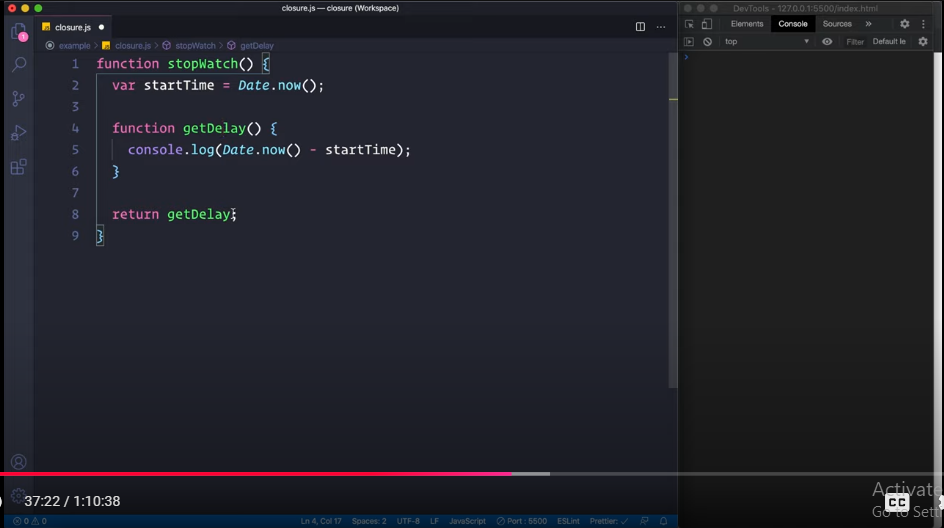 closure.js — closure (Workspace)
DevTools - 127.0.0.1:5500/index.html
closure.js
Elements Console Sources »
example > closure.js > stopWatch > getDelay
top
Filter Default le
1 function stopWatch() {
2 var startTime = Date.now();
3
4 function getDelay() {
5 console.log(Date.now() - startTime);
6 }
7
8 return getDelay;
9 }
1
37:22 / 1:10:38
CC
Activate
Go to Sett
0 0
Ln 4, Col 17 Spaces: 2 UTF-8 LF JavaScript Port : 5500 ESLint Prettier: ✓